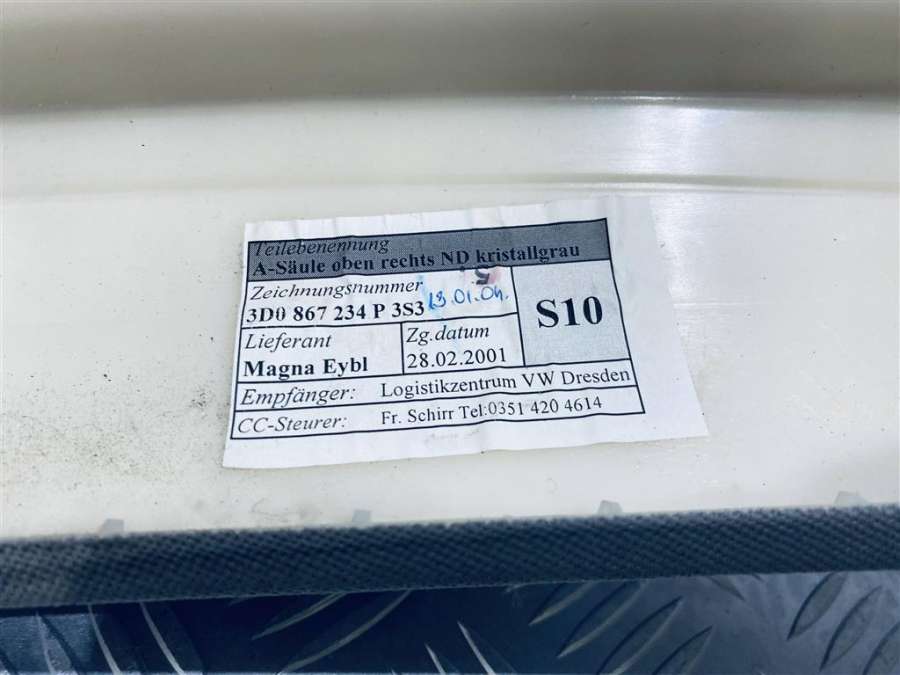 Teilebenennung
A-Säule oben rechts ND kristallgrau
Zeichnungsnummer
3D0 867 234 P 3S3
13.01.04.
S10
Lieferant
Magna Eybl
Zg.datum
28.02.2001
Empfänger: Logistikzentrum VW Dresden
CC-Steurer: Fr. Schirr Tel:0351 420 4614